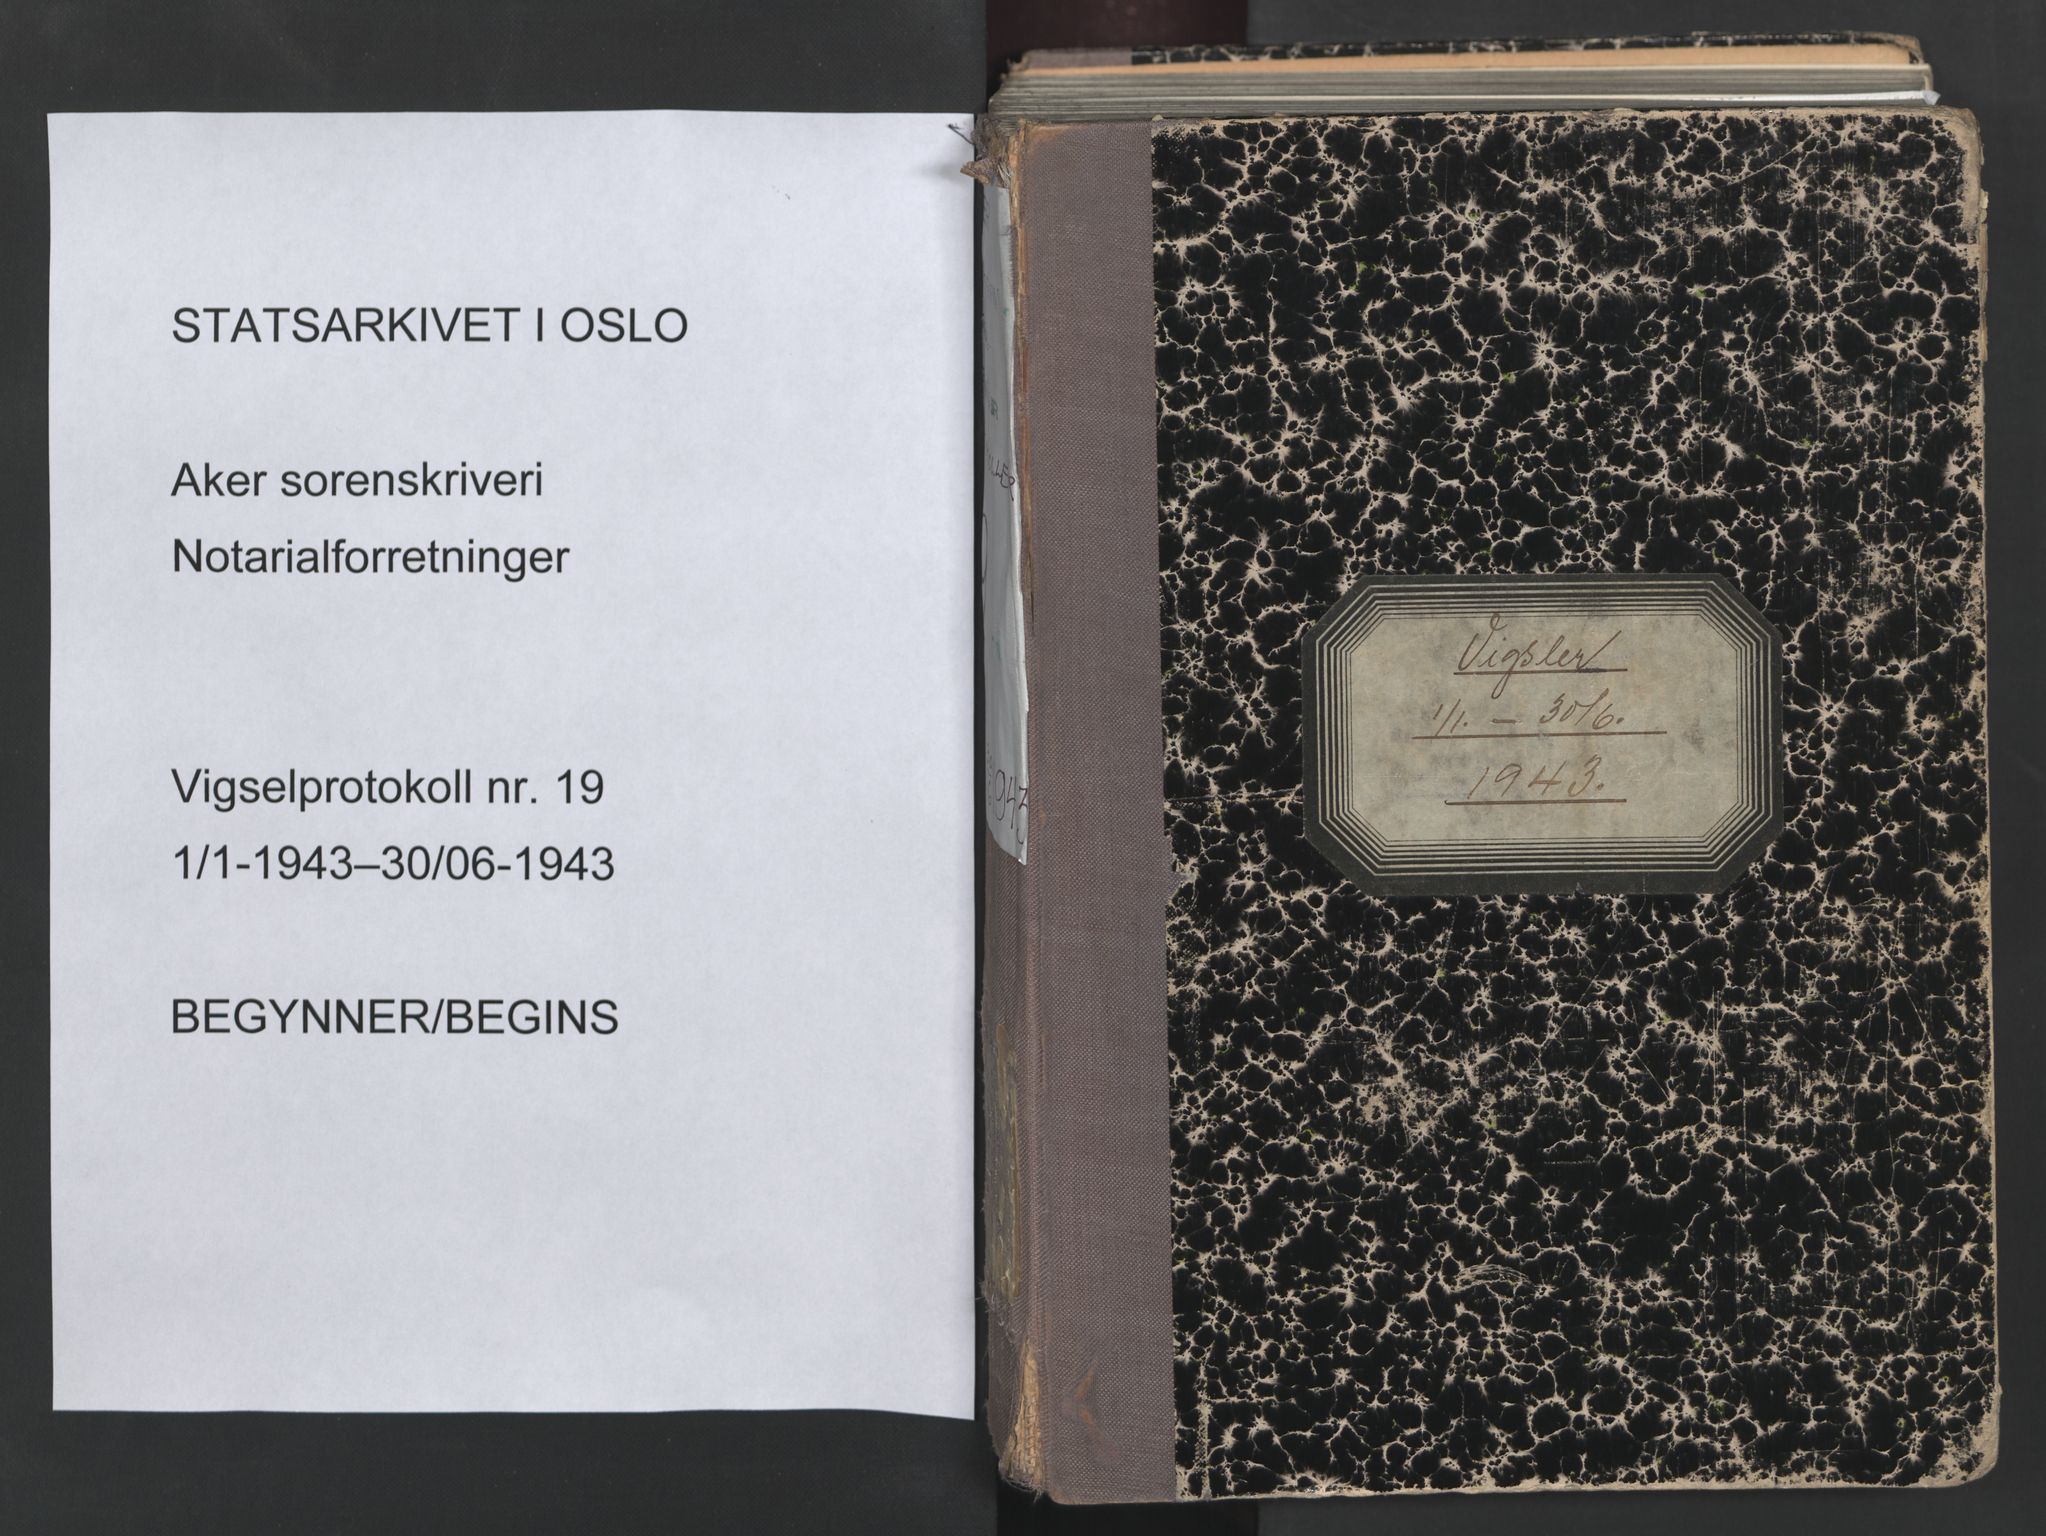 STATSARKIVET I OSLO
Aker sorenskriveri
Notarialforretninger
Vigselprotokoll nr. 19
1/1-1943–30/06-1943
BEGYNNER/BEGINS
Vigsler
1/1. — 30/6.
1943.